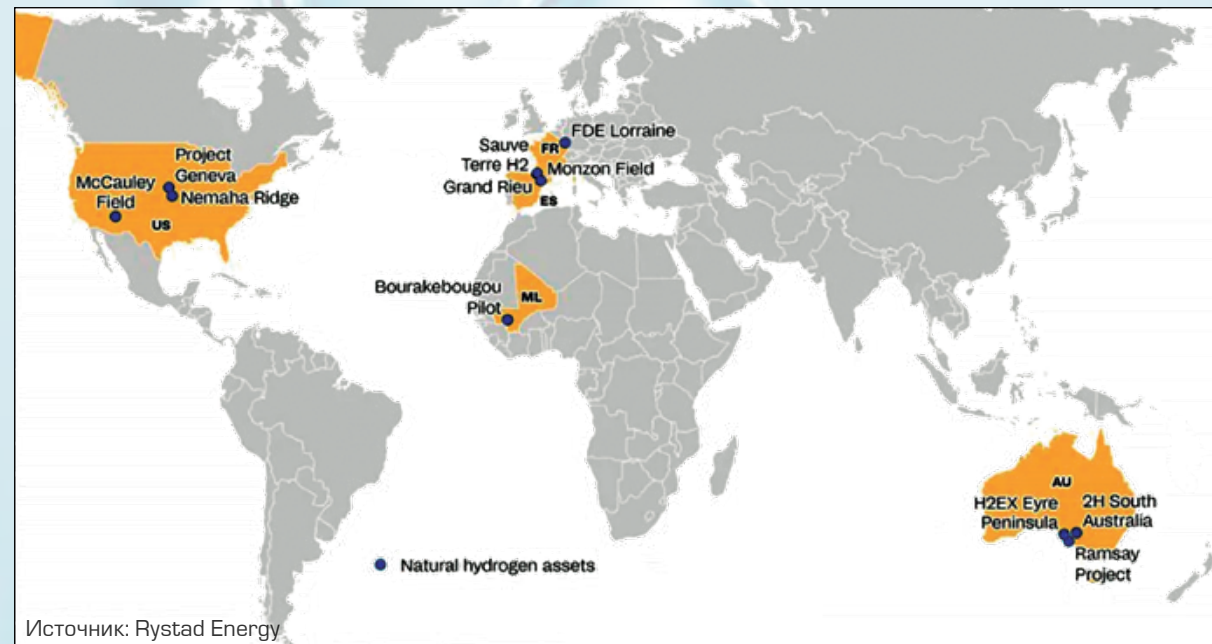 Project
Geneva
McCauley
Field
Nemaha Ridge
US
FDE Lorraine
Sauve
FR
Terre H2
Monzon Field
Grand Rieu
ES
Bourakebougou
Pilot
ML
AU
H2EX Eyre
Peninsula
2H South
Australia
Ramsay
Project
Natural hydrogen assets
Источник: Rystad Energy